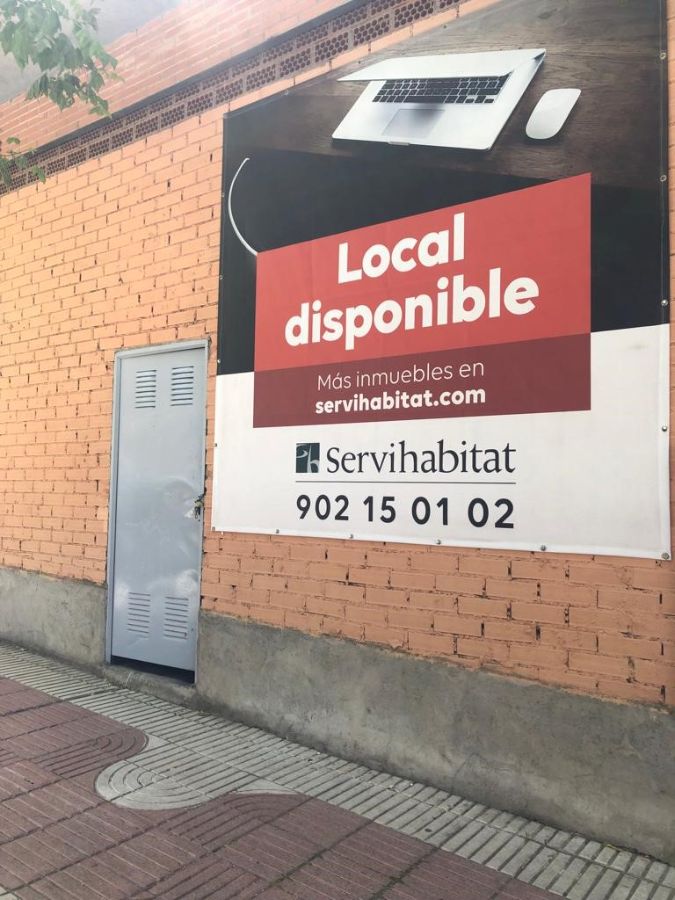 Local
disponible
Más inmuebles en
servihabitat.com
Servihabitat
902 15 01 02